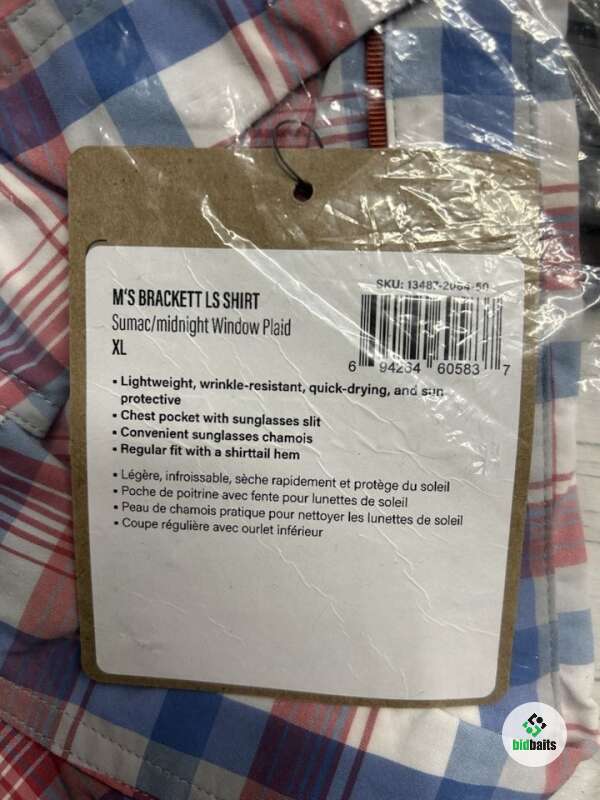 M'S BRACKETT LS SHIRT
Sumac/midnight Window Plaid
XL
SKU: 13487-2064-50
6 94264 60583 7
• Lightweight, wrinkle-resistant, quick-drying, and sun
protective
• Chest pocket with sunglasses slit
• Convenient sunglasses chamois
• Regular fit with a shirttail hem
• Légère, infroissable, sèche rapidement et protège du soleil
• Poche de poitrine avec fente pour lunettes de soleil
• Peau de chamois pratique pour nettoyer les lunettes de soleil
• Coupe régulière avec ourlet inférieur
bidbaits